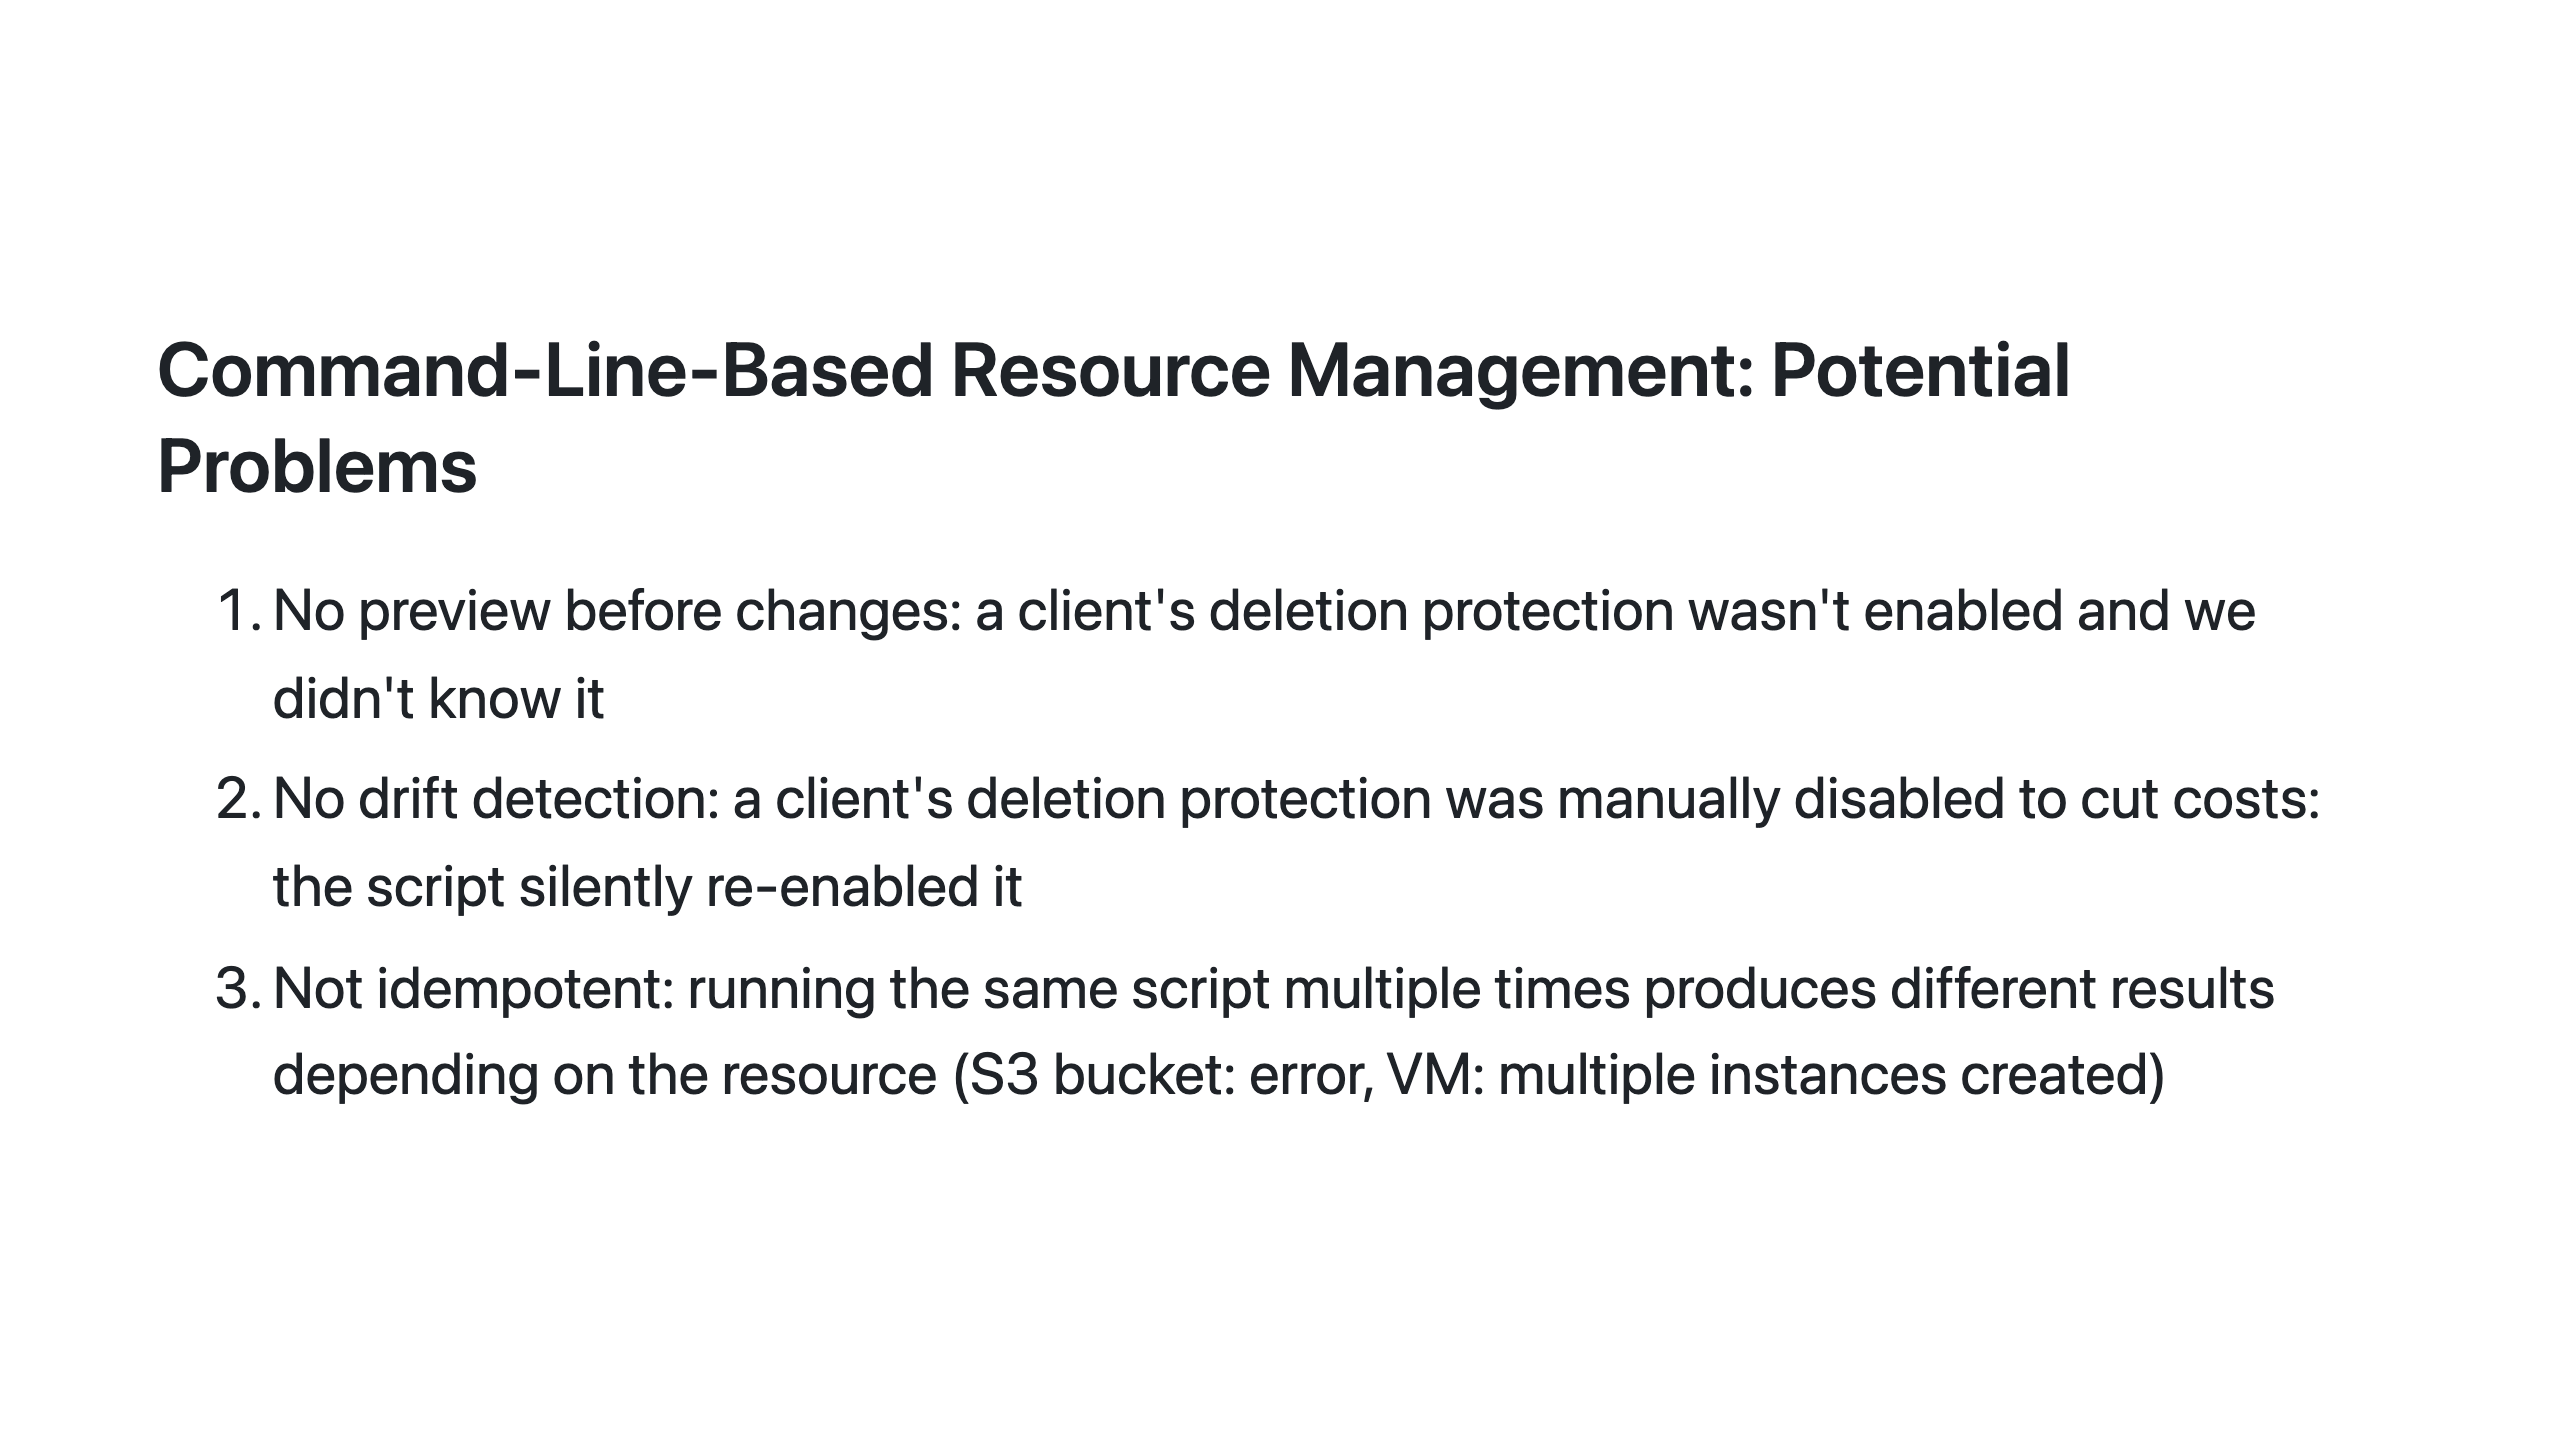 Command-Line-Based Resource Management: Potential
Problems
1. No preview before changes: a client's deletion protection wasn't enabled and we
didn't know it
2. No drift detection: a client's deletion protection was manually disabled to cut costs:
the script silently re-enabled it
3. Not idempotent: running the same script multiple times produces different results
depending on the resource (S3 bucket: error, VM: multiple instances created)